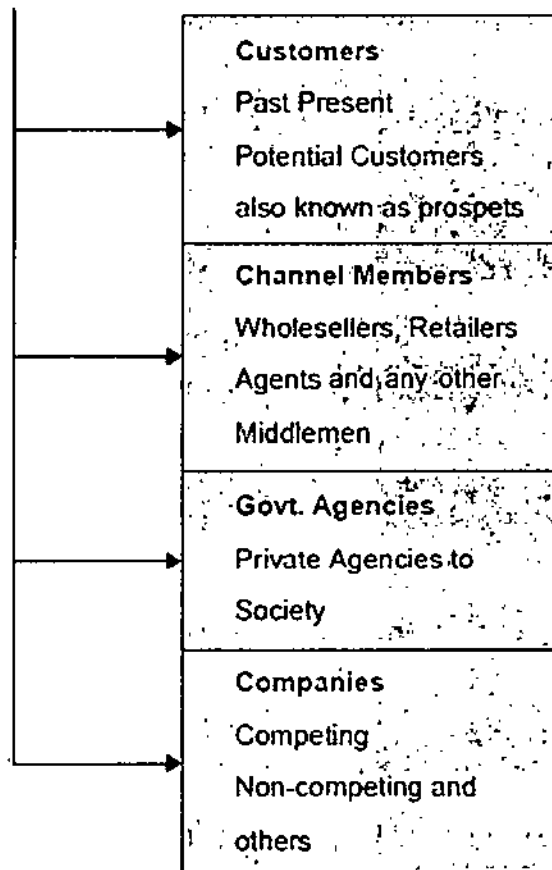 Customers
Past Present
Potential Customers
also known as prospets
Channel Members
Wholesellers, Retailers
Agents and any other
Middlemen
Govt. Agencies
Private Agencies to
Society
Companies
Competing
Non-competing and
others